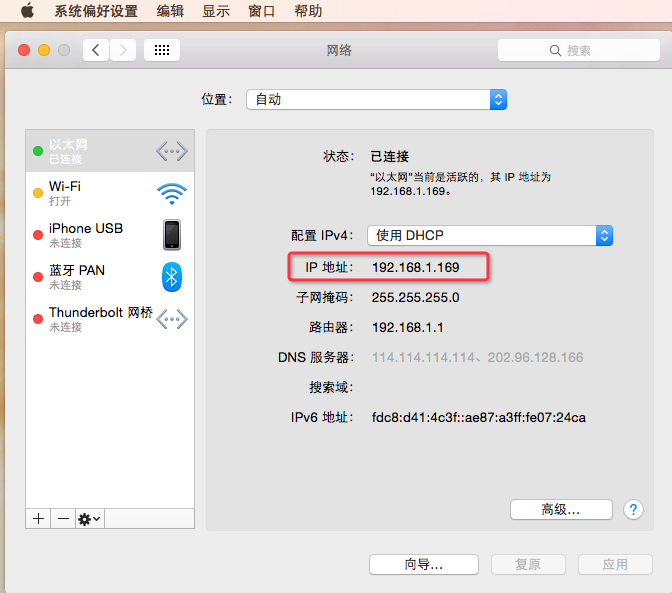 系统偏好设置 编辑 显示 窗口 帮助
网络
搜索
位置: 自动
以太网
已连接
Wi-Fi
打开
iPhone USB
未连接
蓝牙 PAN
未连接
Thunderbolt 网桥
未连接
状态: 已连接
“以太网”当前是活跃的，其 IP 地址为
192.168.1.169。
配置 IPv4: 使用 DHCP
IP 地址: 192.168.1.169
子网掩码: 255.255.255.0
路由器: 192.168.1.1
DNS 服务器: 114.114.114.114、202.96.128.166
搜索域:
IPv6 地址: fdc8:d41:4c3f::ae87:a3ff:fe07:24ca
高级... ?
向导... 复原 应用